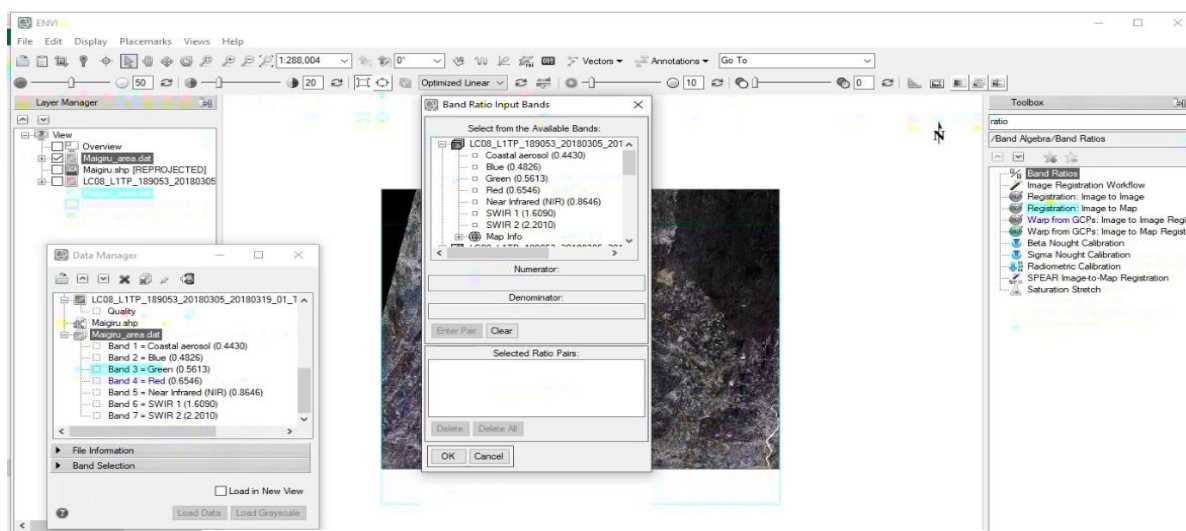 ENVI
File Edit Display Placemarks Views Help
1:288,004 0° Vectors Annotations Go To
50 20 Optimized Linear 10 0
Layer Manager
View
Overview
Maigiru_area.dat
Maigiru.shp [REPROJECTED]
LC08_L1TP_189053_20180305
Data Manager
LC08_L1TP_189053_20180305_20180319_01_T
Quality
Maigiru.shp
Maigiru_area.dat
Band 1 = Coastal aerosol (0.4430)
Band 2 = Blue (0.4826)
Band 3 = Green (0.5613)
Band 4 = Red (0.6546)
Band 5 = Near Infrared (NIR) (0.8646)
Band 6 = SWIR 1 (1.6090)
Band 7 = SWIR 2 (2.2010)
File Information
Band Selection
Load in New View
Load Data Load Grayscale
Band Ratio Input Bands
Select from the Available Bands:
LC08_L1TP_189053_20180305_201
Coastal aerosol (0.4430)
Blue (0.4826)
Green (0.5613)
Red (0.6546)
Near Infrared (NIR) (0.8646)
SWIR 1 (1.6090)
SWIR 2 (2.2010)
Map Info
Numerator:
Denominator:
Enter Pair Clear
Selected Ratio Pairs:
Delete Delete All
OK Cancel
N
Toolbox
ratio
/Band Algebra/Band Ratios
Band Ratios
Image Registration Workflow
Registration: Image to Image
Registration: Image to Map
Warp from GCPs: Image to Image Regi
Warp from GCPs: Image to Map Regist
Beta Nought Calibration
Sigma Nought Calibration
Radiometric Calibration
SPEAR Image-to-Map Registration
Saturation Stretch